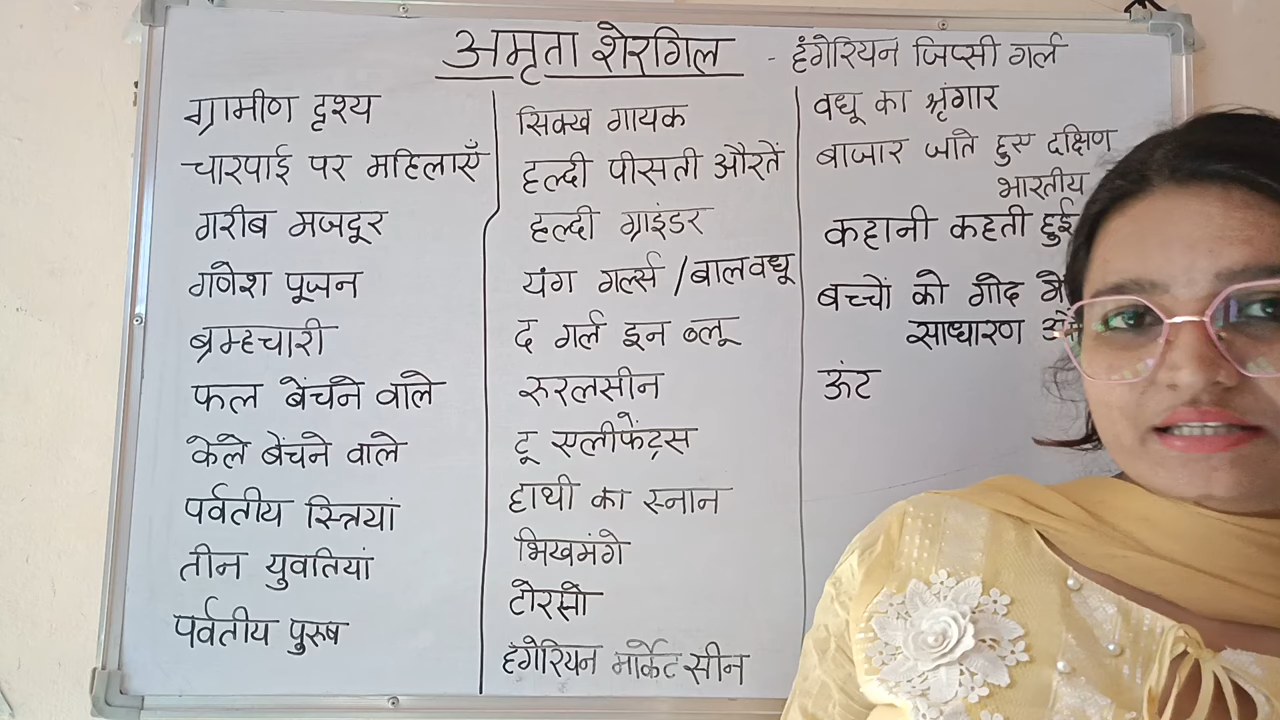 अमृता शेरगिल - हंगेरियन जिप्सी गर्ल
ग्रामीण दृश्य
चारपाई पर महिलाएँ
गरीब मजदूर
गणेश पूजन
ब्रम्हचारी
फल बेंचने वाले
केले बेंचने वाले
पर्वतीय स्त्रियां
तीन युवतियां
पर्वतीय पुरुष
सिक्ख गायक
हल्दी पीसती औरतें
हल्दी ग्राइंडर
यंग गर्ल्स / बालवधू
द गर्ल इन ब्लू
रुरलसीन
टू एलीफेंट्स
हाथी का स्नान
भिखमंगे
टोरसो
हंगेरियन मार्केट सीन
वधू का श्रृंगार
बाजार जाते हुए दक्षिण
भारतीय
कहानी कहती हुई
बच्चों को गोद
साधारण
ऊंट